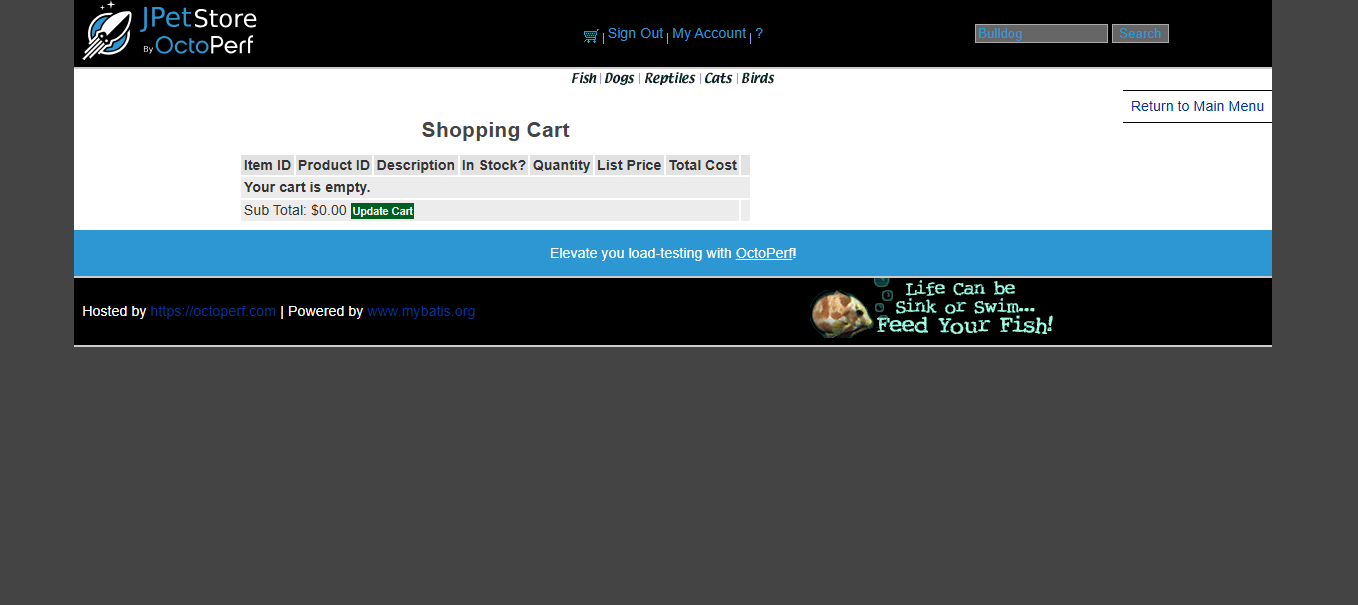 JPetStore
By OctoPerf
Sign Out | My Account | ?
Bulldog Search
Fish | Dogs | Reptiles | Cats | Birds
Return to Main Menu
Shopping Cart
Item ID Product ID Description In Stock? Quantity List Price Total Cost
Your cart is empty.
Sub Total: $0.00 Update Cart
Elevate you load-testing with OctoPerf!
Hosted by https://octoperf.com | Powered by www.mybatis.org
Life Can be
Sink or Swim...
Feed Your Fish!